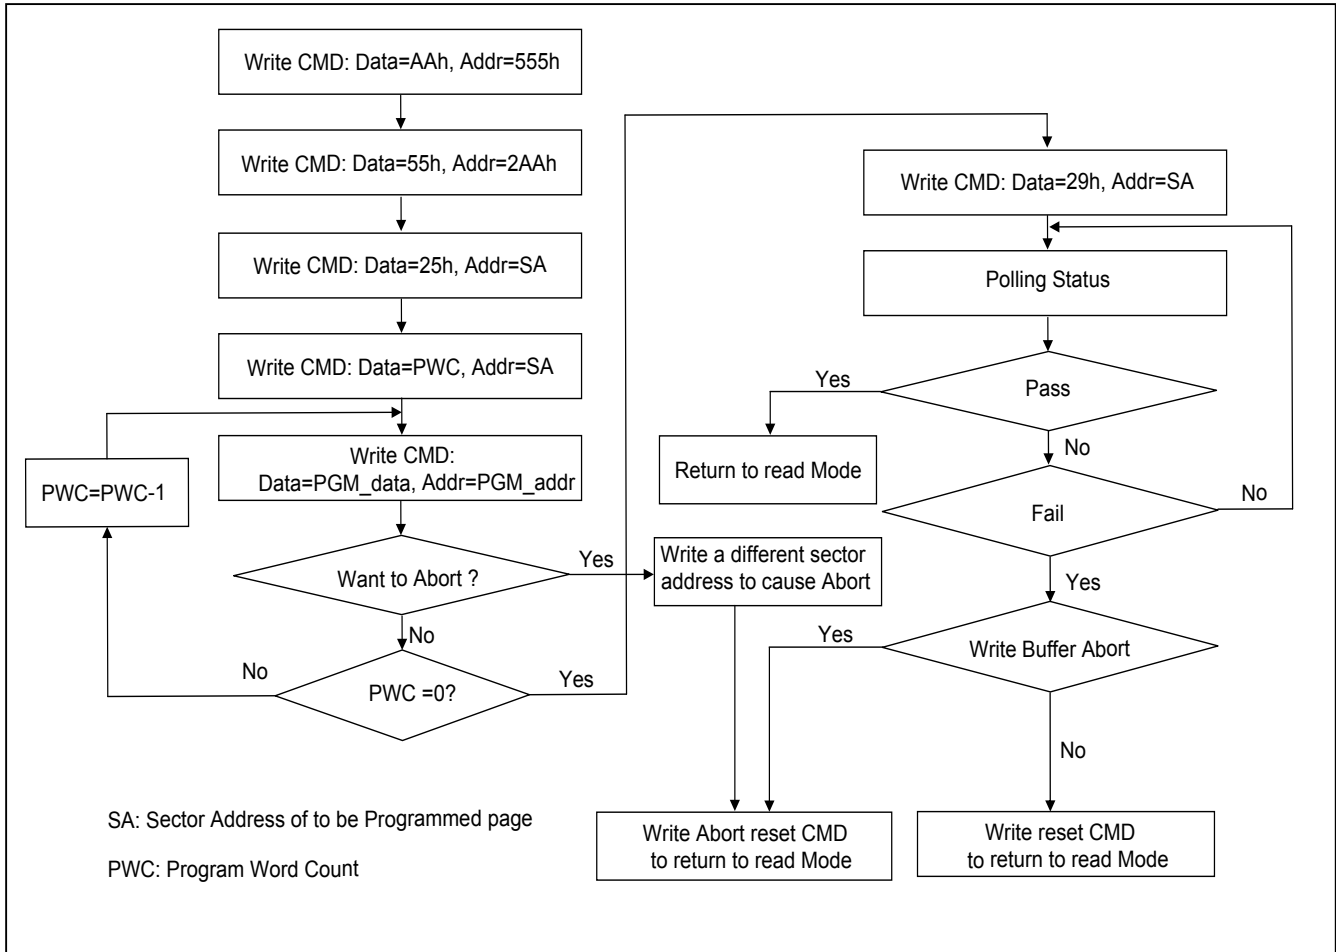 Write CMD: Data=AAh, Addr=555h
Write CMD: Data=55h, Addr=2AAh
Write CMD: Data=25h, Addr=SA
Write CMD: Data=PWC, Addr=SA
Write CMD:
Data=PGM_data, Addr=PGM_addr
PWC=PWC-1
Want to Abort ?
Yes
No
Write a different sector
address to cause Abort
PWC =0?
No
Yes
Write CMD: Data=29h, Addr=SA
Polling Status
Pass
Yes
No
Return to read Mode
Fail
No
Yes
Write Buffer Abort
Yes
No
Write Abort reset CMD
to return to read Mode
Write reset CMD
to return to read Mode
SA: Sector Address of to be Programmed page
PWC: Program Word Count